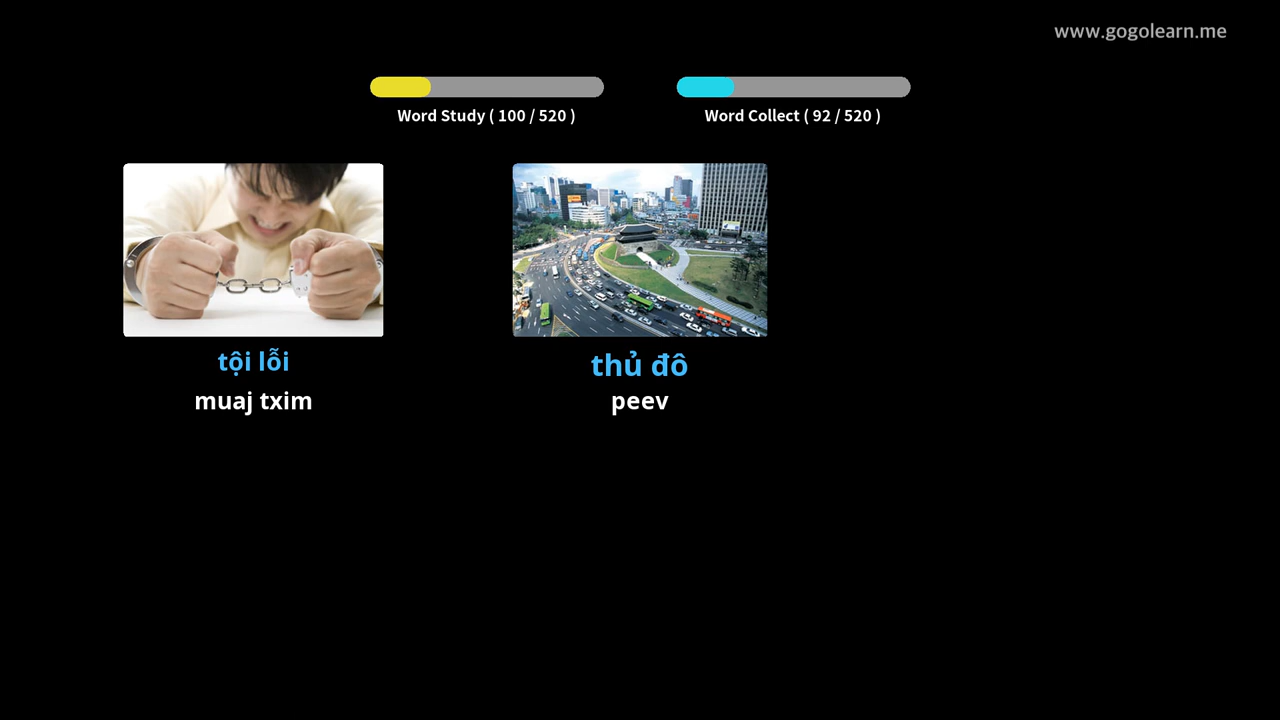 www.gogolearn.me
Word Study ( 100 / 520 )
Word Collect ( 92 / 520 )
tội lỗi
muaj txim
thủ đô
peev